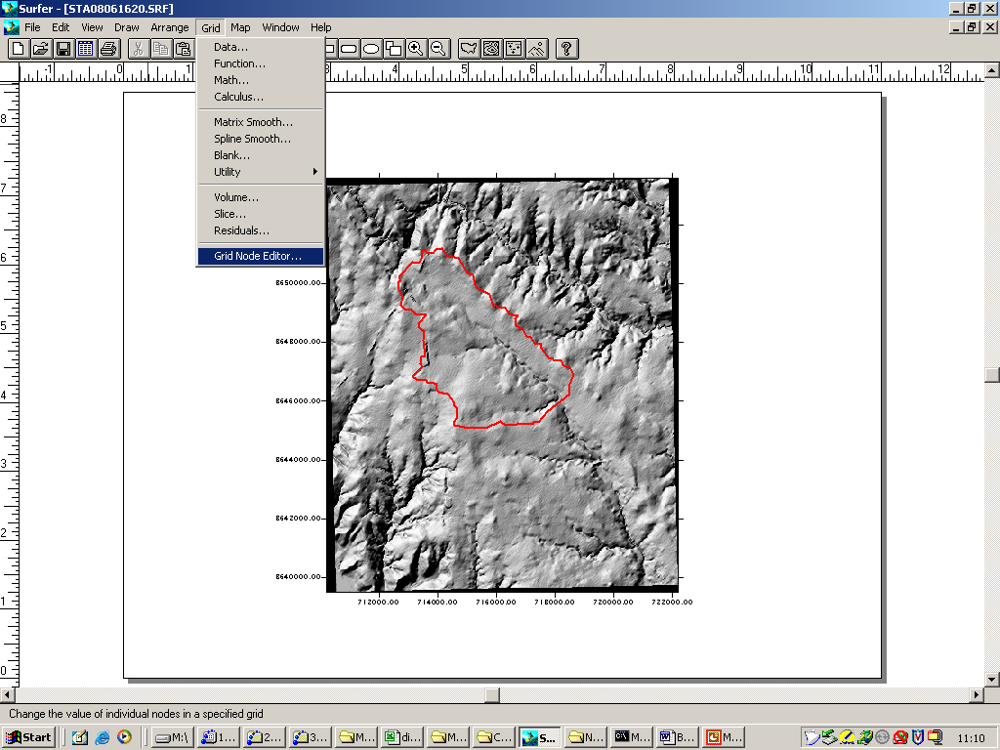 Surfer - [STA08061620.SRF]
File Edit View Draw Arrange Grid Map Window Help
Data...
Function...
Math...
Calculus...
Matrix Smooth...
Spline Smooth...
Blank...
Utility
Volume...
Slice...
Residuals...
Grid Node Editor...
-1 0 1 3 4 5 6 7 8 9 10 11 12
8
7
6
5
4
3
2
1
0
8650000.00
8648000.00
8646000.00
8644000.00
8642000.00
8640000.00
712000.00 714000.00 716000.00 718000.00 720000.00 722000.00
Change the value of individual nodes in a specified grid
Start M:\ 1... 2... 3... M... di... M... C... S... N... M... B... M... 11:10